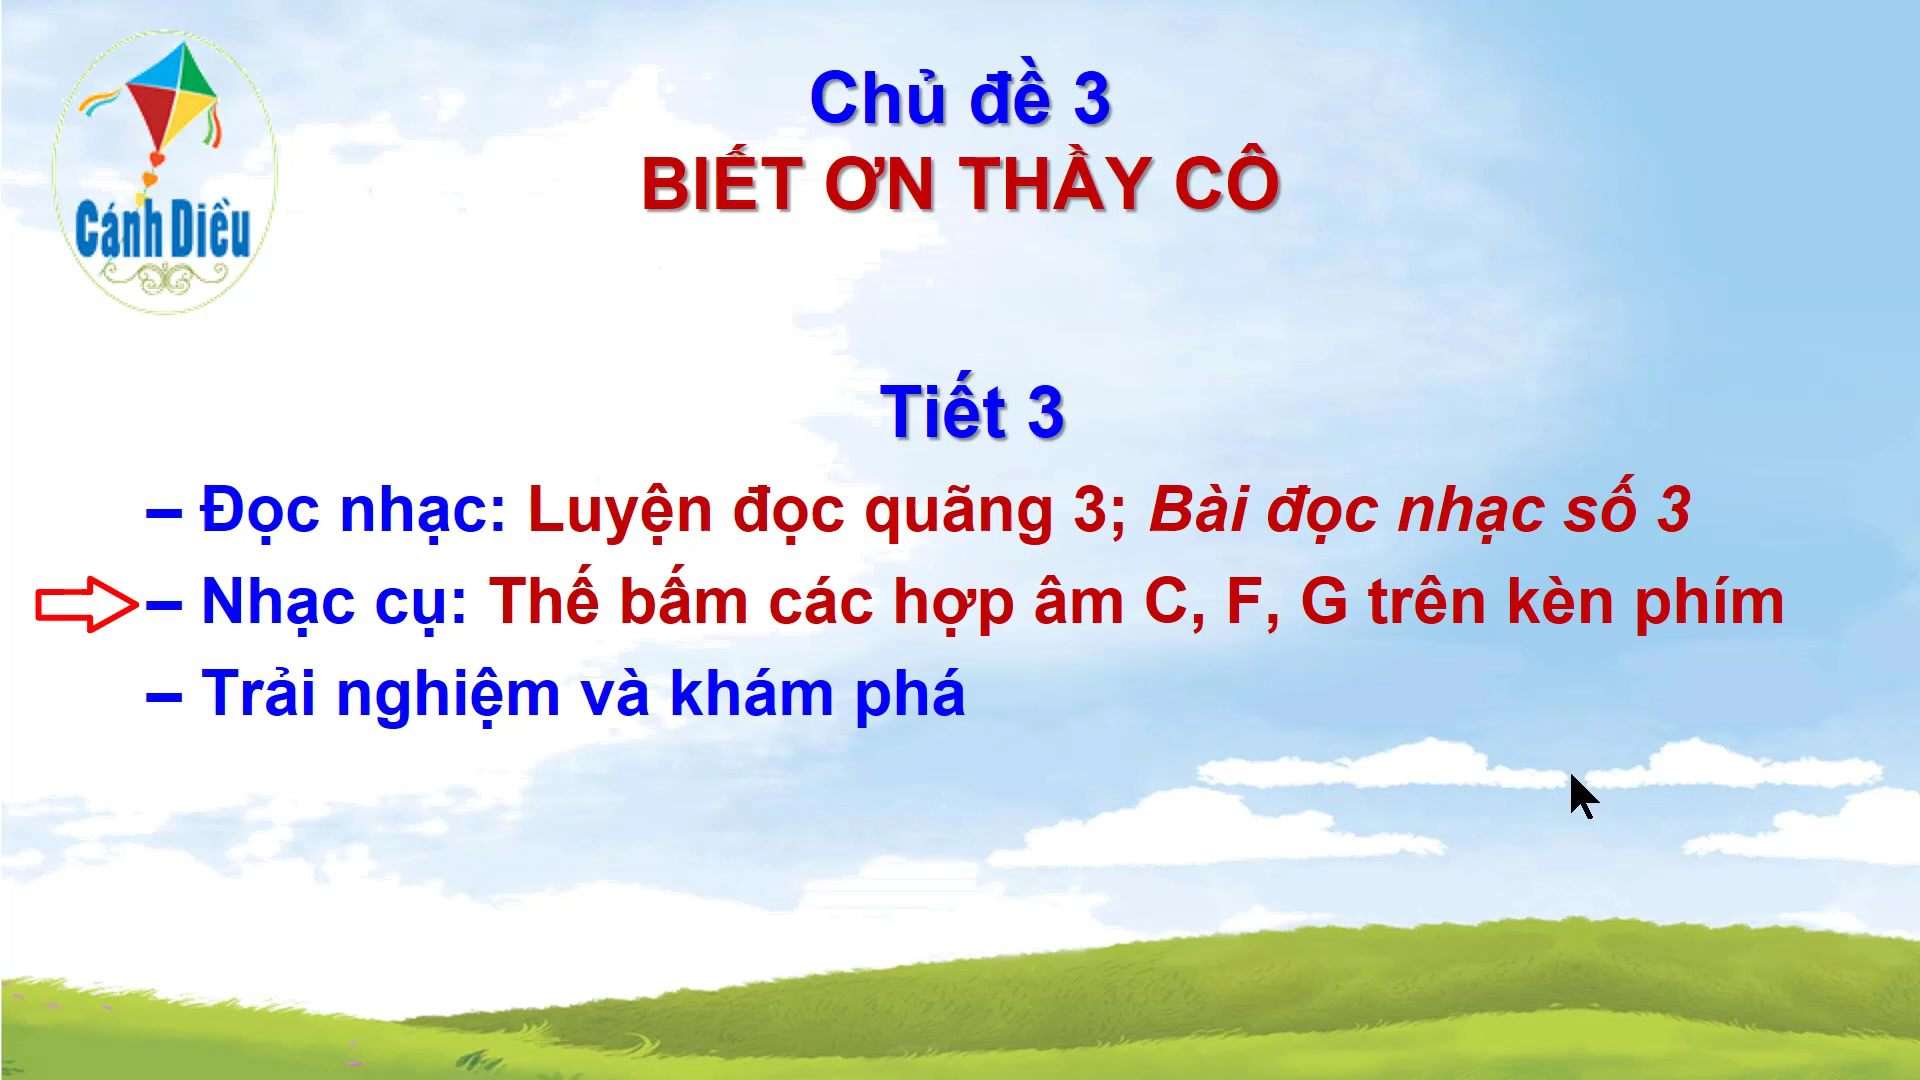 Cánh Diều
Chủ đề 3
BIẾT ƠN THẦY CÔ
Tiết 3
– Đọc nhạc: Luyện đọc quãng 3; Bài đọc nhạc số 3
– Nhạc cụ: Thế bấm các hợp âm C, F, G trên kèn phím
– Trải nghiệm và khám phá